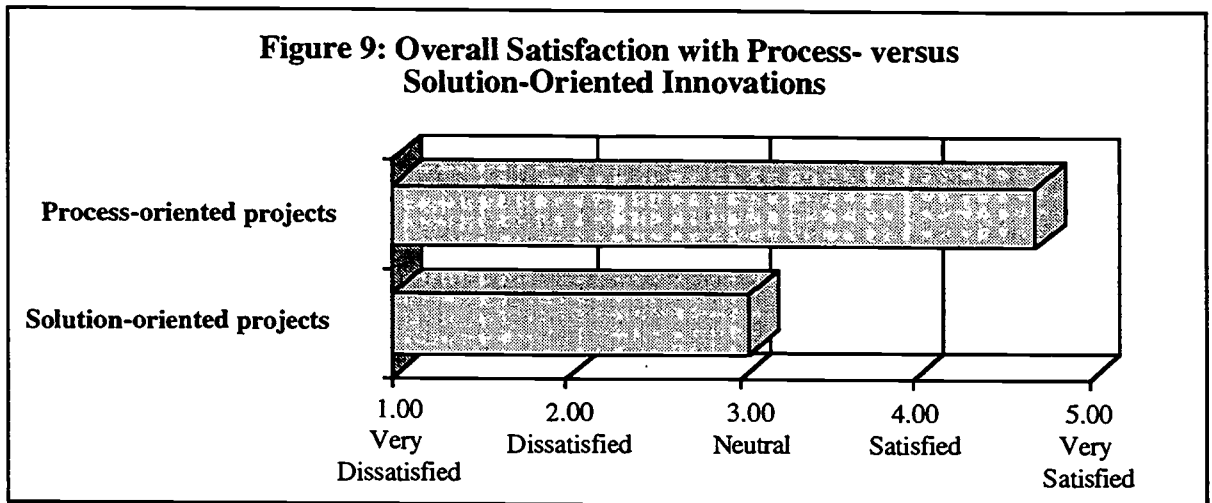 Figure 9: Overall Satisfaction with Process- versus
Solution-Oriented Innovations
Process-oriented projects
Solution-oriented projects
1.00 2.00 3.00 4.00 5.00
Very Dissatisfied Neutral Satisfied Very
Dissatisfied Satisfied